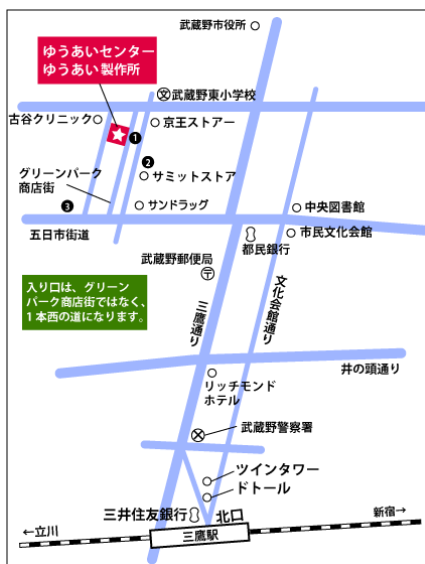 武蔵野市役所
ゆうあいセンター
ゆうあい製作所
武蔵野東小学校
古谷クリニック
京王ストアー
❶
❷
グリーンパーク
商店街
サミットストア
❸
サンドラッグ
中央図書館
五日市街道
市民文化会館
都民銀行
武蔵野郵便局
入り口は、グリーン
パーク商店街ではなく、
1本西の道になります。
三鷹通り
文化会館通り
井の頭通り
リッチモンド
ホテル
武蔵野警察署
ツインタワー
ドトール
三井住友銀行
北口
新宿→
←立川
三鷹駅